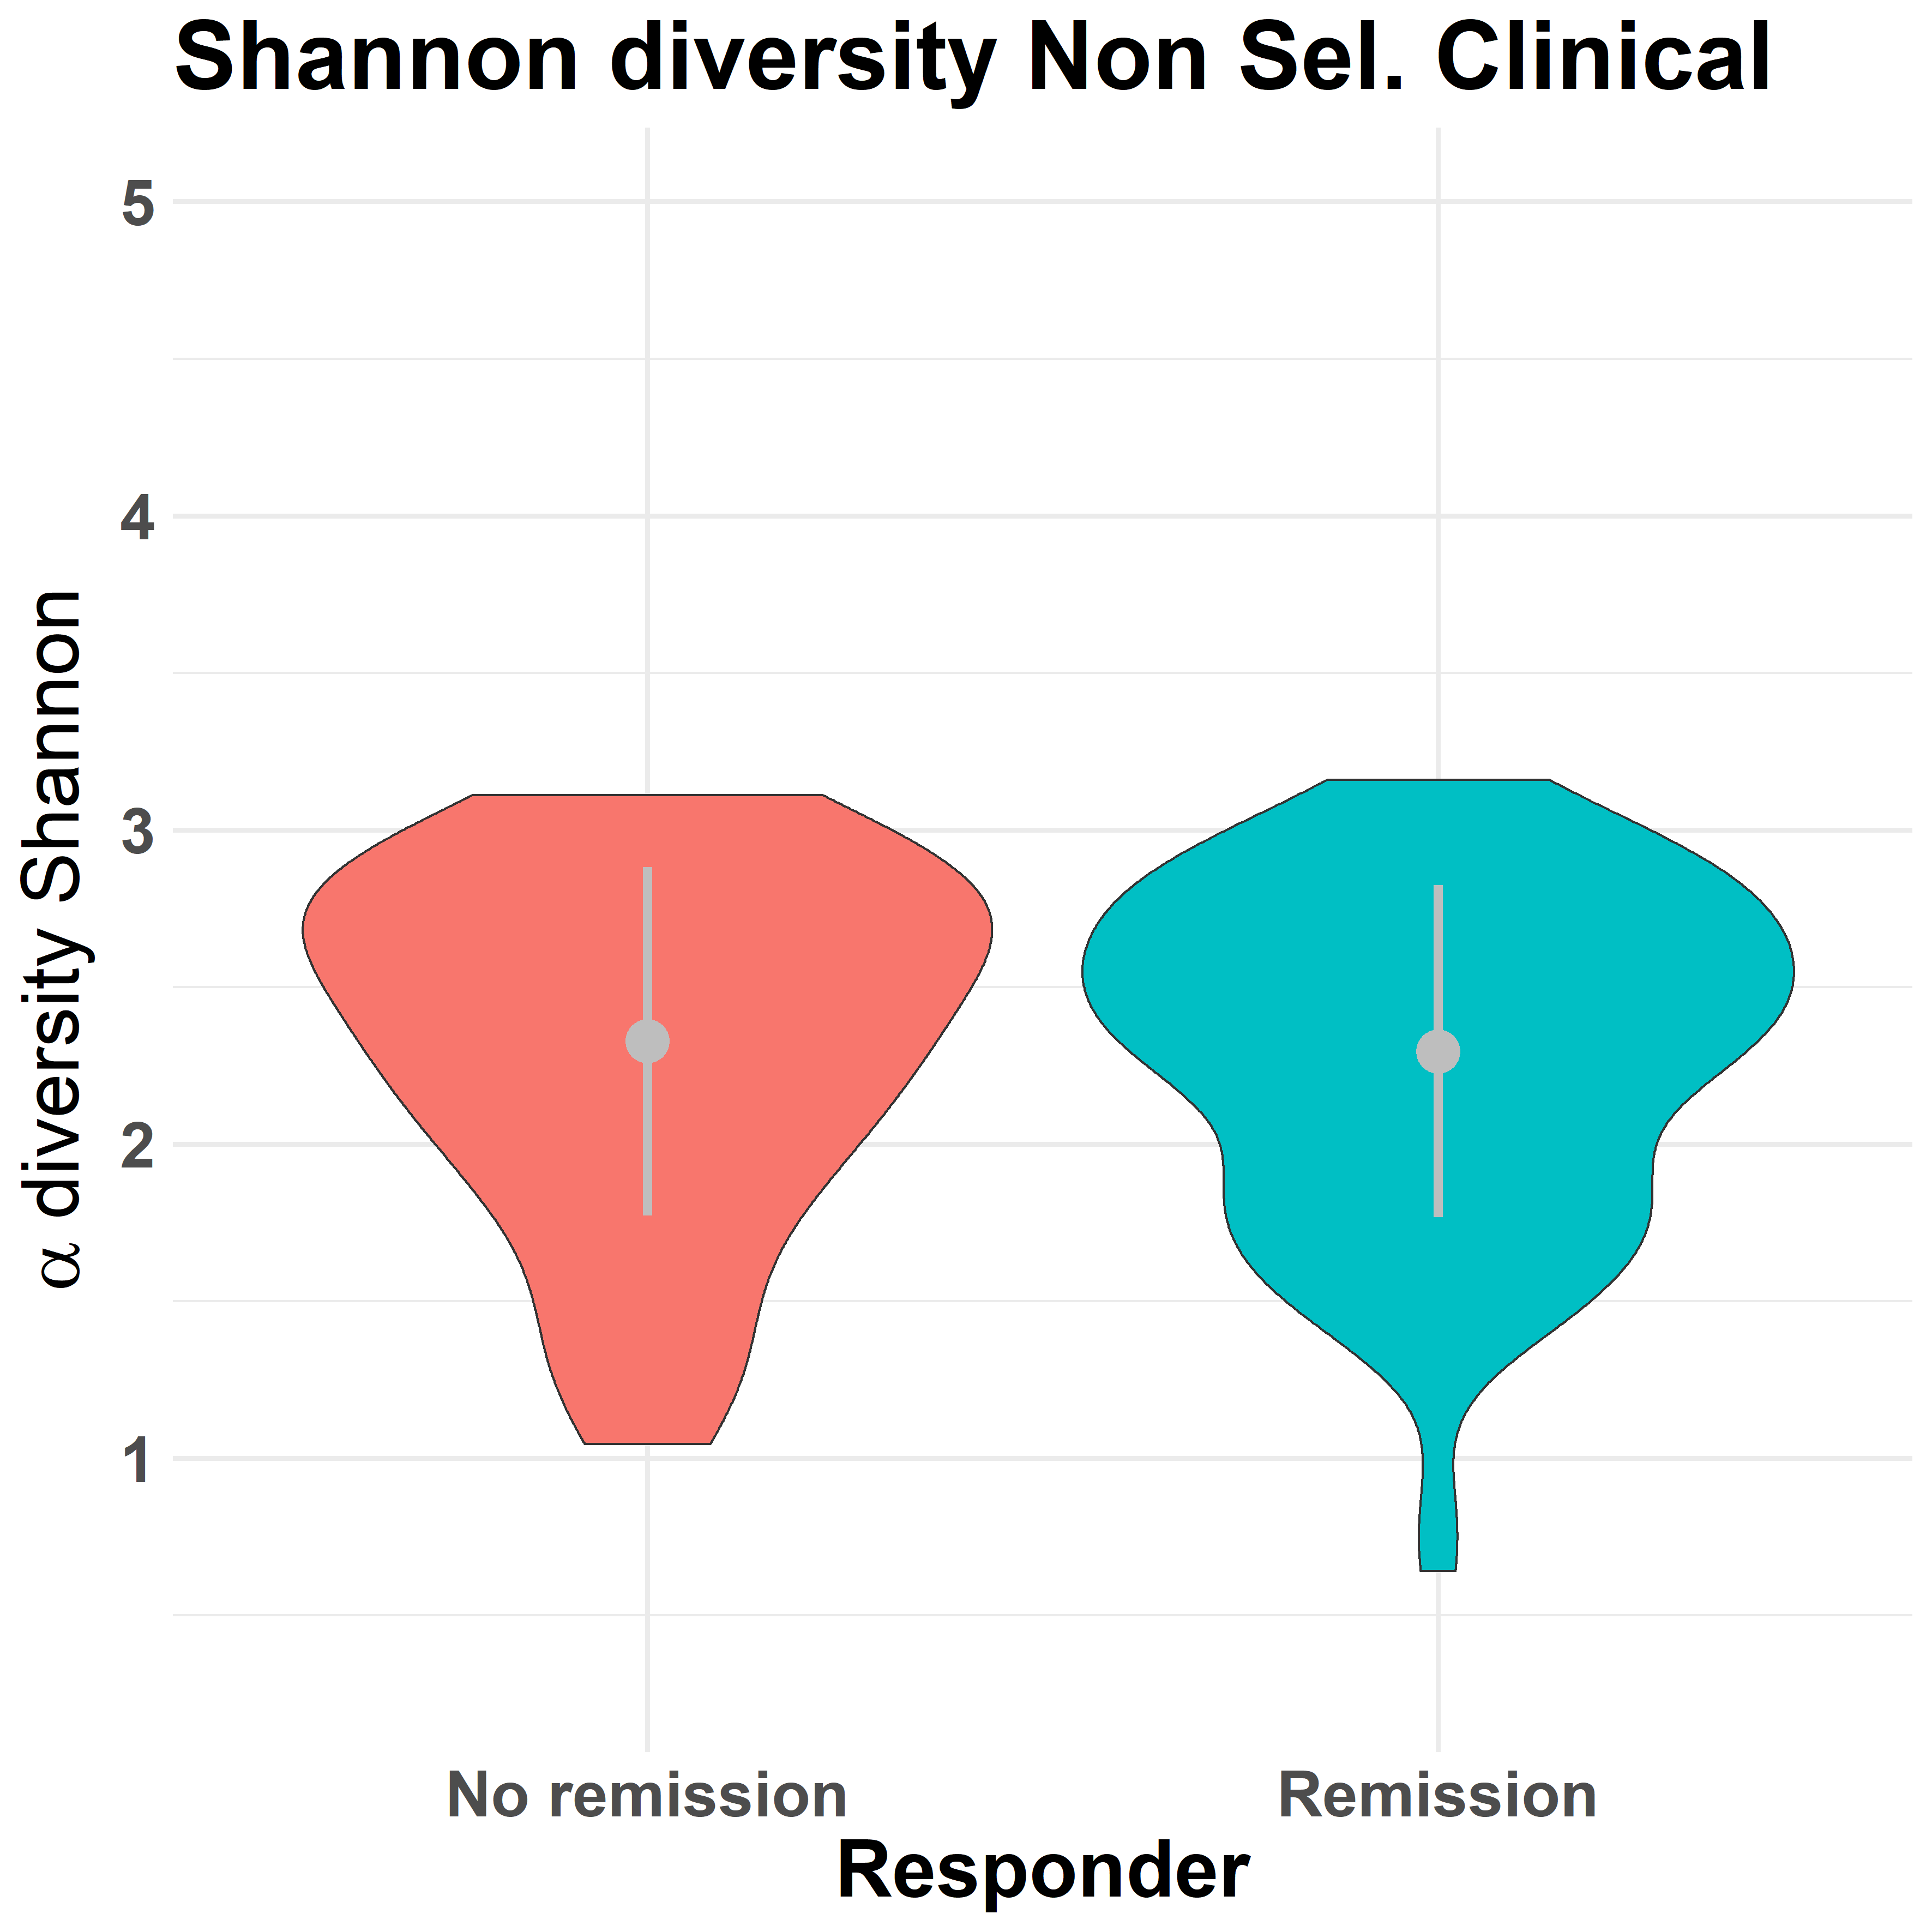 Shannon diversity Non Sel. Clinical
α diversity Shannon
5
4
3
2
1
No remission
Remission
Responder